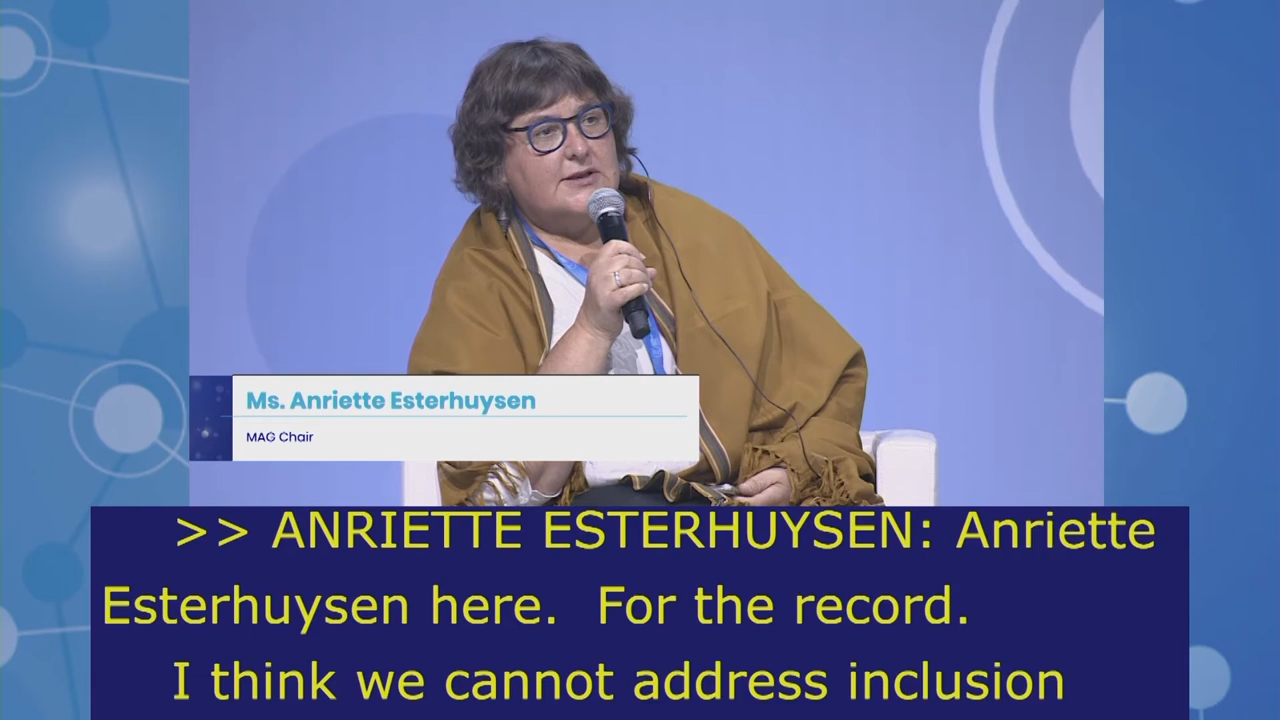 Ms. Anriette Esterhuysen
MAG Chair
>> ANRIETTE ESTERHUYSEN: Anriette
Esterhuysen here.  For the record.
I think we cannot address inclusion